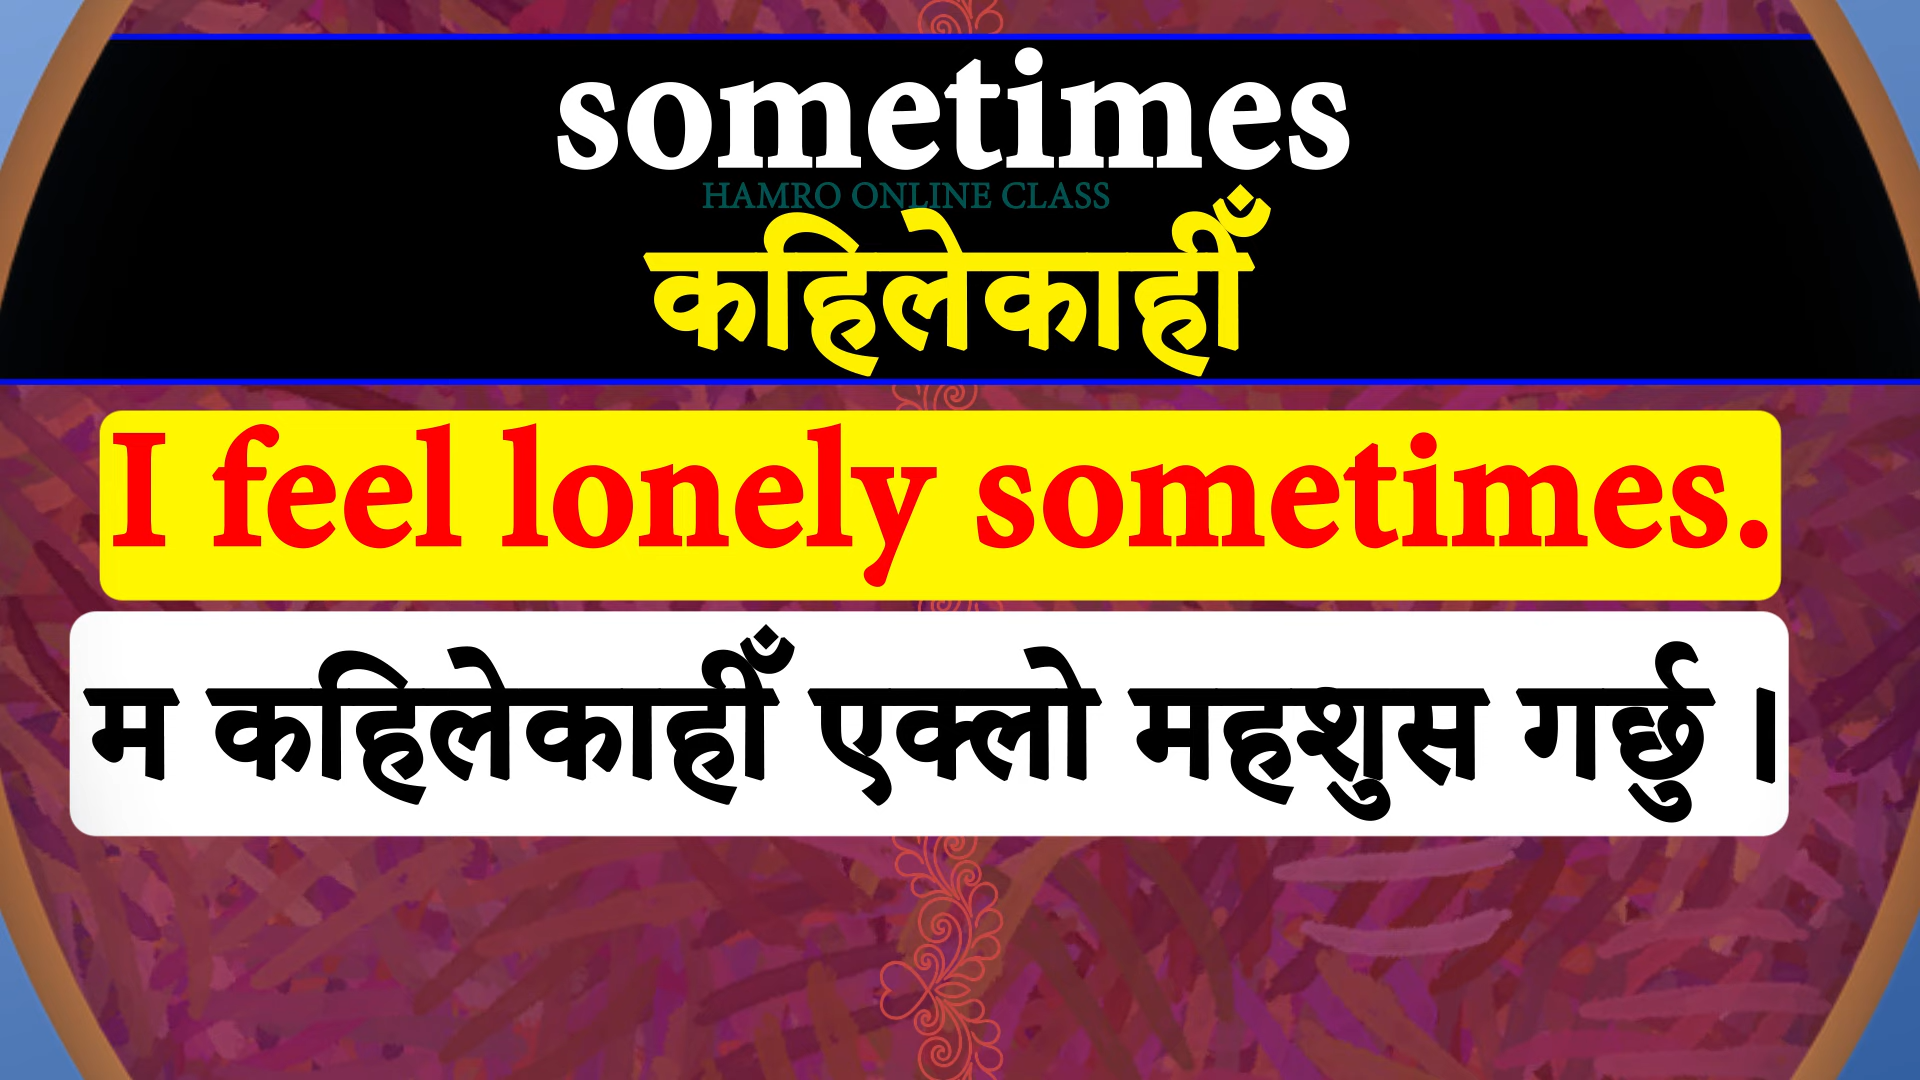 sometimes
HAMRO ONLINE CLASS
कहिलेकाहीँ
I feel lonely sometimes.
म कहिलेकाहीँ एक्लो महशुस गर्छु ।